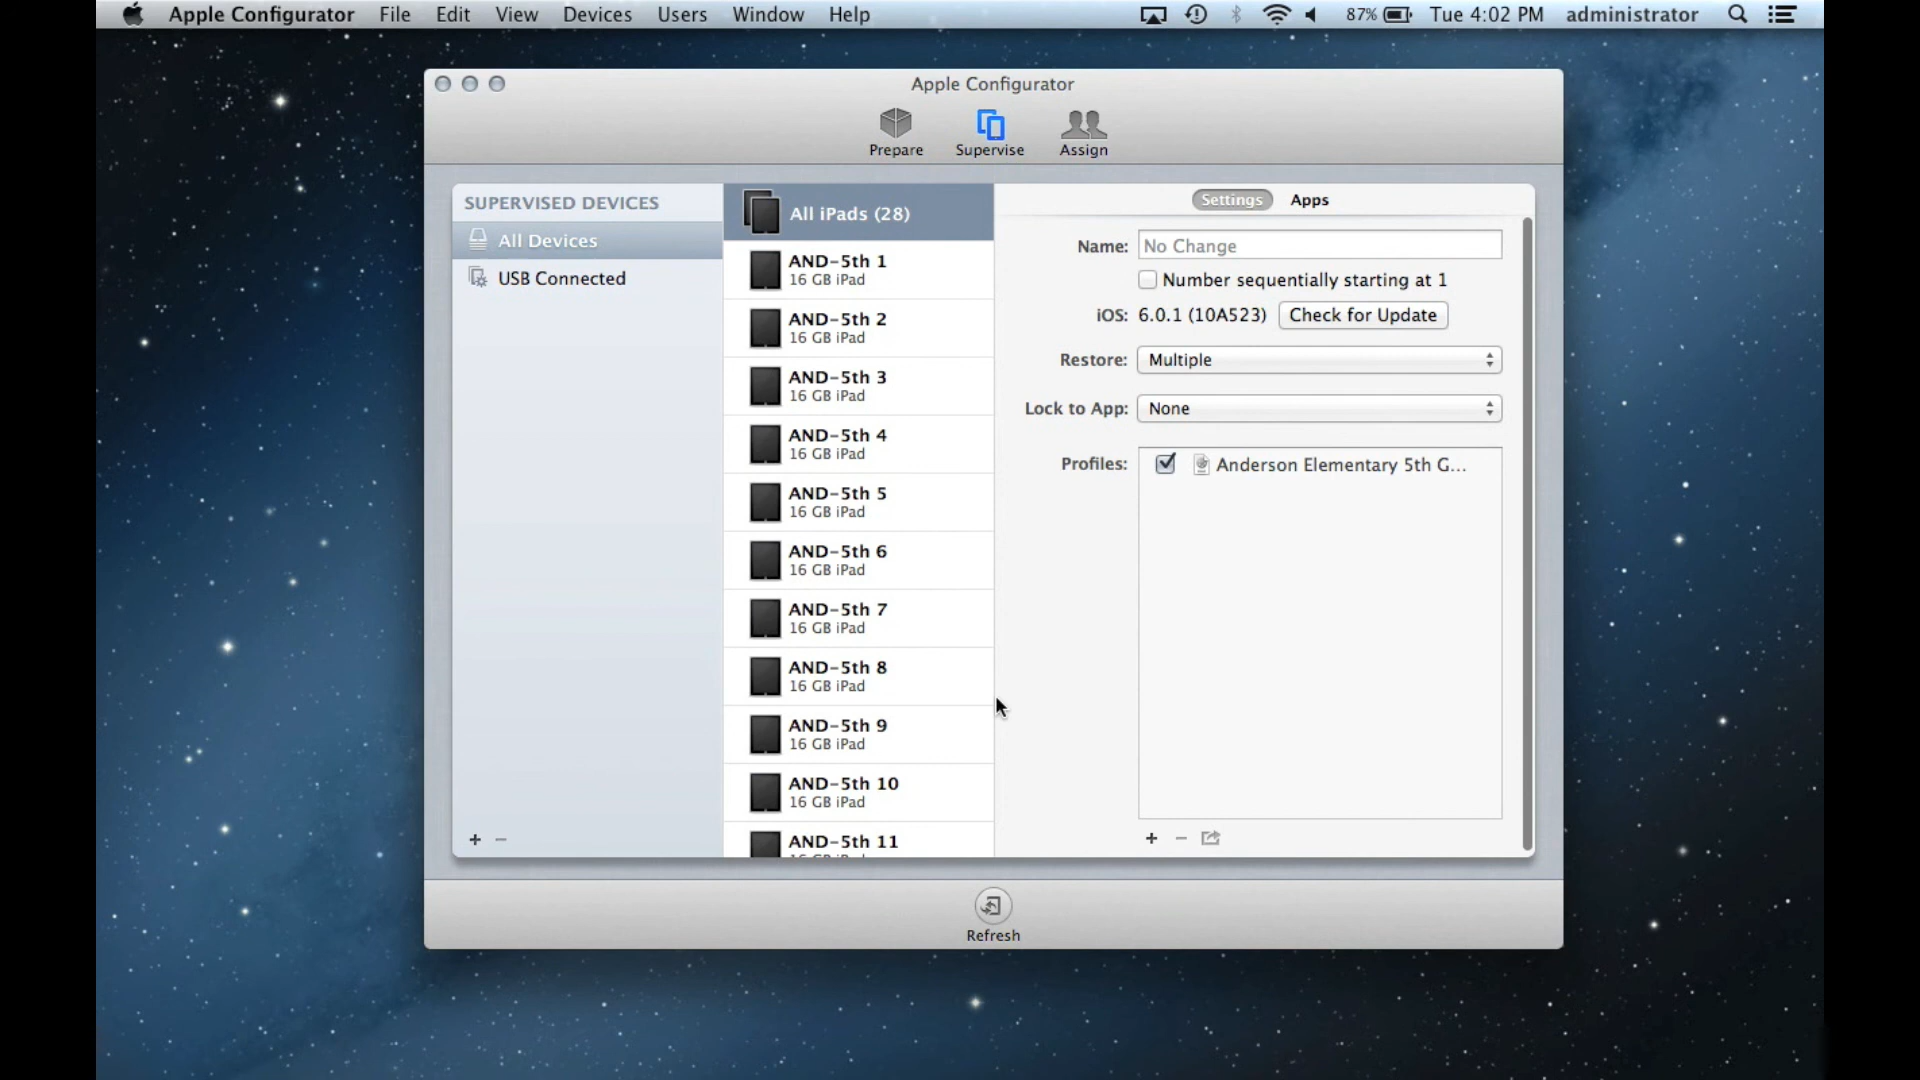 Apple Configurator File Edit View Devices Users Window Help 87% Tue 4:02 PM administrator
Apple Configurator
Prepare Supervise Assign
SUPERVISED DEVICES
All Devices
USB Connected
All iPads (28)
AND-5th 1
16 GB iPad
AND-5th 2
16 GB iPad
AND-5th 3
16 GB iPad
AND-5th 4
16 GB iPad
AND-5th 5
16 GB iPad
AND-5th 6
16 GB iPad
AND-5th 7
16 GB iPad
AND-5th 8
16 GB iPad
AND-5th 9
16 GB iPad
AND-5th 10
16 GB iPad
AND-5th 11
Settings Apps
Name: No Change
Number sequentially starting at 1
iOS: 6.0.1 (10A523) Check for Update
Restore: Multiple
Lock to App: None
Profiles: Anderson Elementary 5th G...
Refresh